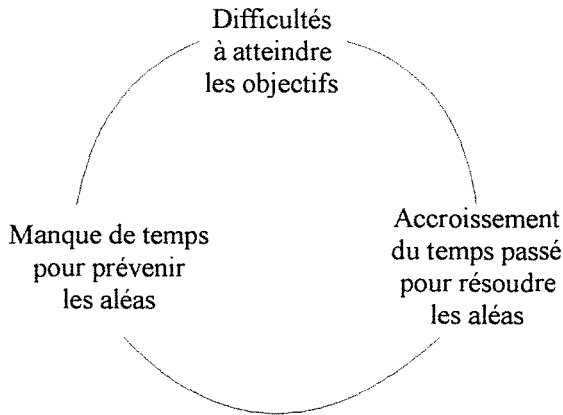 Difficultés
à atteindre
les objectifs
Manque de temps
pour prévenir
les aléas
Accroissement
du temps passé
pour résoudre
les aléas